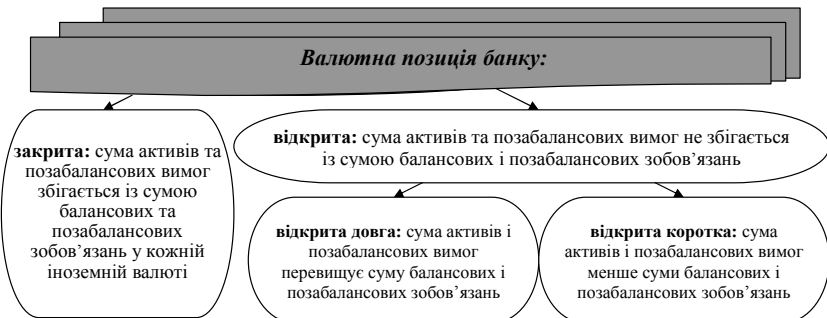 Валютна позиція банку:
закрита: сума активів та
позабалансових вимог
збігається із сумою
балансових та
позабалансових
зобов’язань у кожній
іноземній валюті
відкрита: сума активів та позабалансових вимог не збігається
із сумою балансових і позабалансових зобов’язань
відкрита довга: сума активів і
позабалансових вимог
перевищує суму балансових і
позабалансових зобов’язань
відкрита коротка: сума
активів і позабалансових вимог
менше суми балансових і
позабалансових зобов’язань